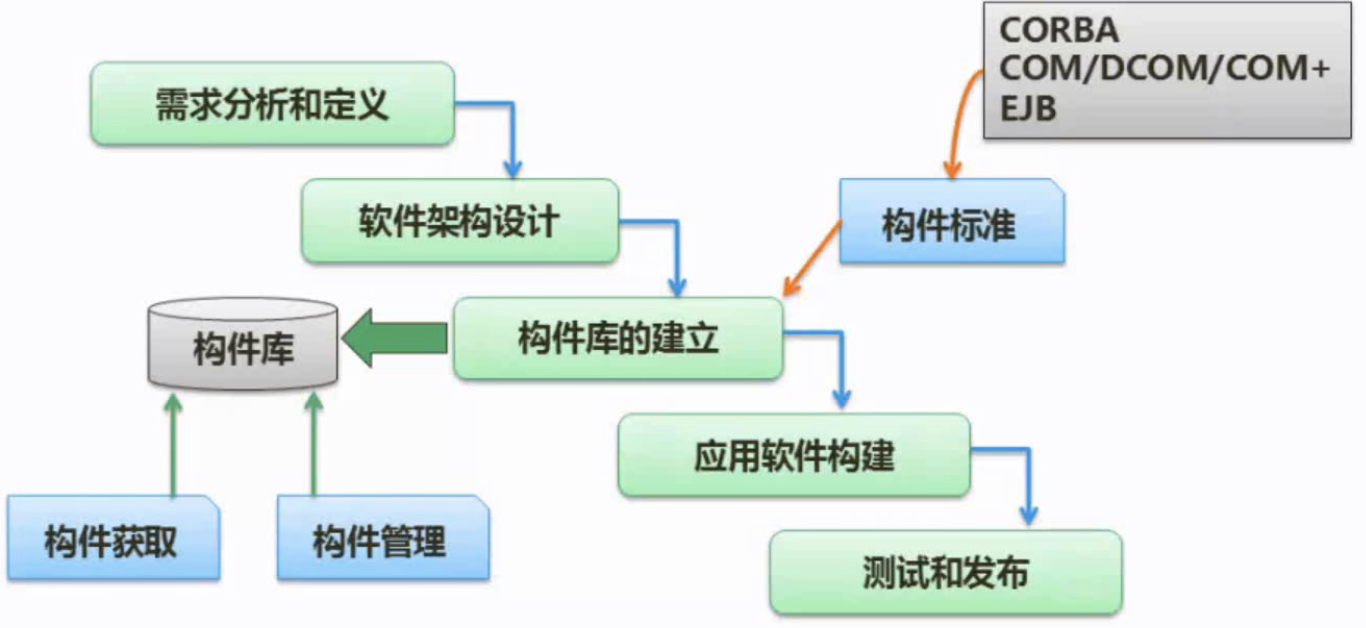 CORBA
COM/DCOM/COM+
EJB
需求分析和定义
软件架构设计
构件标准
构件库的建立
构件库
应用软件构建
构件获取
构件管理
测试和发布